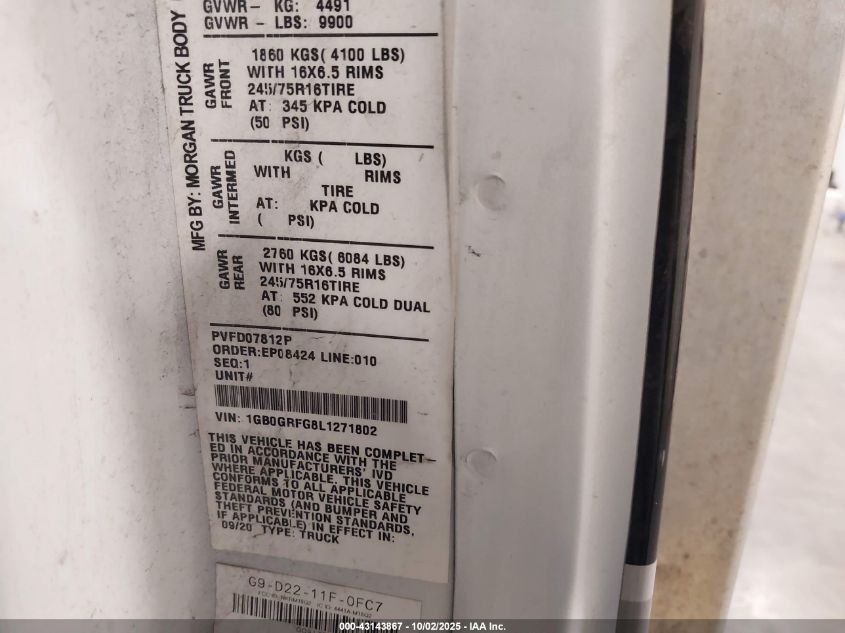 MFG BY: MORGAN TRUCK BODY
GVWR- KG: 4491
GVWR - LBS: 9900
GAWR FRONT
1860 KGS( 4100 LBS)
WITH 16X6.5 RIMS
245/75R16TIRE
AT: 345 KPA COLD
(50 PSI)
GAWR INTERMED
KGS ( LBS)
WITH RIMS
TIRE
AT: KPA COLD
( PSI)
GAWR REAR
2760 KGS( 6084 LBS)
WITH 16X6.5 RIMS
245/75R16TIRE
AT: 552 KPA COLD DUAL
(80 PSI)
PVFD07812P
ORDER:EP08424 LINE:010
SEQ:1
UNIT#
VIN: 1GB0GRFG8L1271802
THIS VEHICLE HAS BEEN COMPLET-
ED IN ACCORDANCE WITH THE
PRIOR MANUFACTURERS' IVD
WHERE APPLICABLE. THIS VEHICLE
CONFORMS TO ALL APPLICABLE
FEDERAL MOTOR VEHICLE SAFETY
STANDARDS (AND BUMPER AND
THEFT PREVENTION STANDARDS,
IF APPLICABLE) IN EFFECT IN:
09/20 TYPE: TRUCK
G9-D22-11F-0FC7
000-43143867 - 10/02/2025 - IAA Inc.